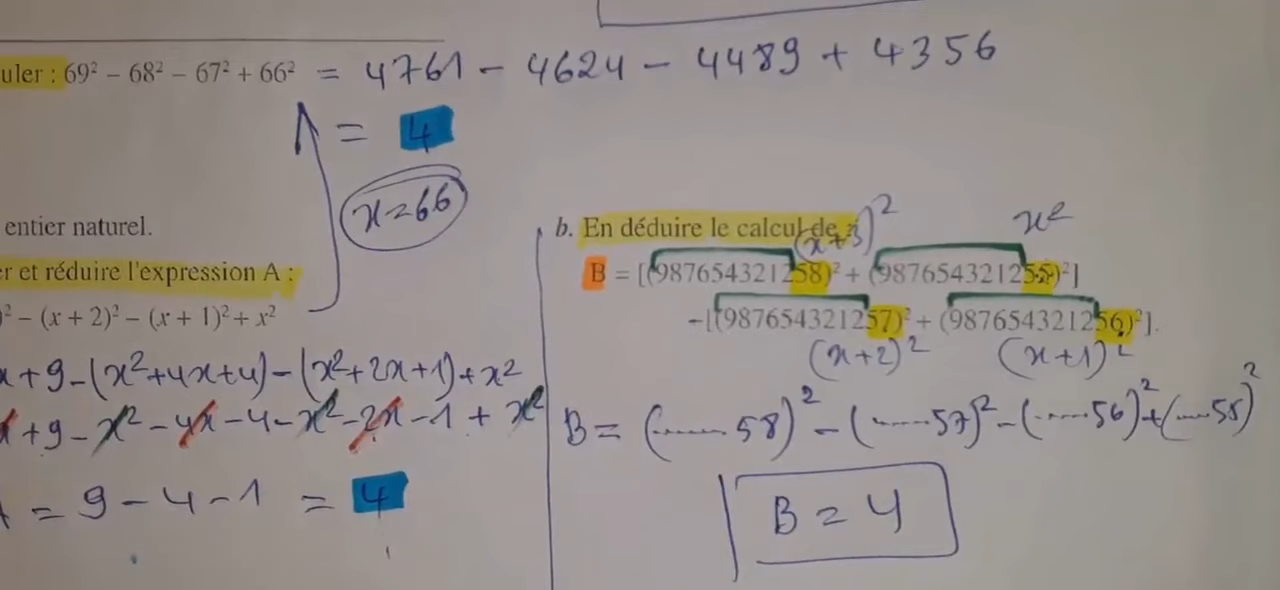 uler : 69² – 68² – 67² + 66² = 4761 – 4624 – 4489 + 4356
= 4
x=66
entier naturel.
er et réduire l'expression A :
)² – (x + 2)² – (x + 1)² + x²
x + 9 – (x²+4x+4) – (x²+2x+1) + x²
+ 9 – x² – 4x – 4 – x² – 2x – 1 + x²
= 9 – 4 – 1 = 4
b. En déduire le calcul de :
(x+3)² x²
B = [(987654321258)² + (987654321255)²]
–[(987654321257)² + (987654321256)²].
(x+2)² (x+1)²
B = (......58)² – (.....57)² – (.....56)² + (....55)²
B = 4